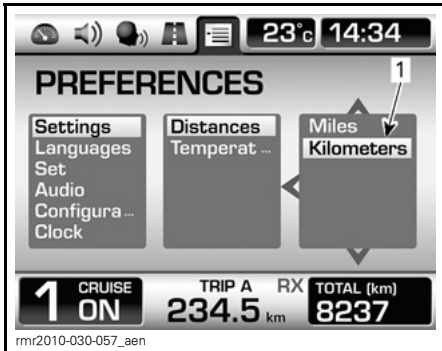 23°c 14:34
1
PREFERENCES
Settings
Languages
Set
Audio
Configura...
Clock
Distances
Temperat ...
Miles
Kilometers
1 CRUISE ON
TRIP A
234.5 km
RX
TOTAL (km)
8237
rmr2010-030-057_aen